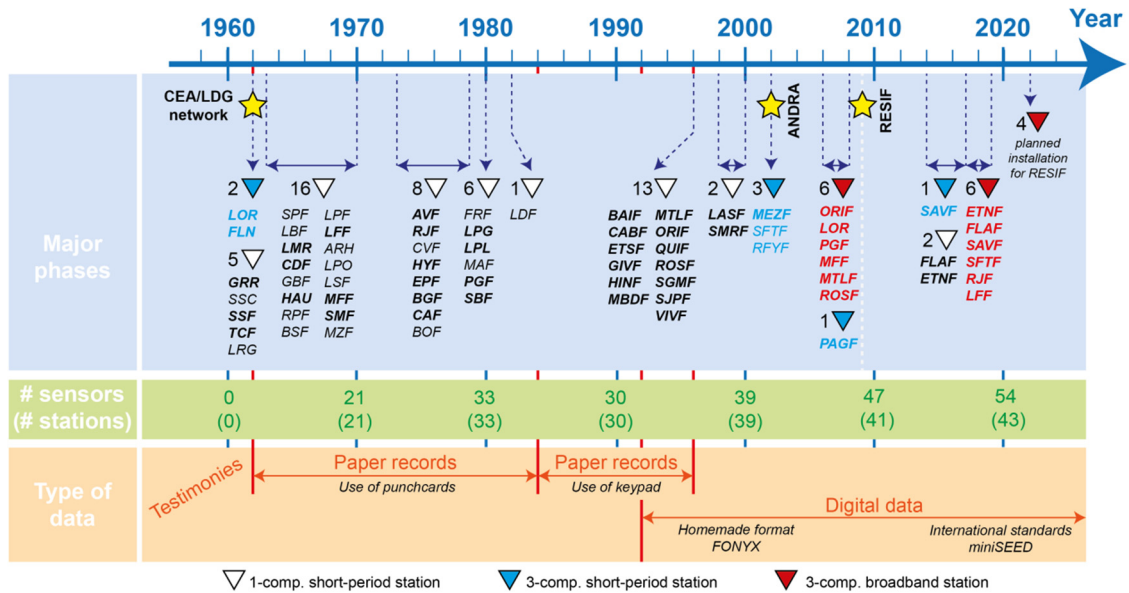 1960 1970 1980 1990 2000 2010 2020 Year
CEA/LDG
network
ANDRA
RESIF
4
planned
installation
for RESIF
Major
phases
2
LOR
FLN
5
GRR
SSC
SSF
TCF
LRG
16
SPF LPF
LBF LFF
LMR ARH
CDF LPO
GBF LSF
HAU MFF
RPF SMF
BSF MZF
8
AVF
RJF
CVF
HYF
EPF
BGF
CAF
BOF
6
FRF
LPG
LPL
MAF
PGF
SBF
1
LDF
13
BAIF MTLF
CABF ORIF
ETSF QUIF
GIVF ROSF
HINF SGMF
MBDF SJPF
VIVF
2
LASF
SMRF
3
MEZF
SFTF
RFYF
6
ORIF
LOR
PGF
MFF
MTLF
ROSF
1
PAGF
1
SAVF
2
FLAF
ETNF
6
ETNF
FLAF
SAVF
SFTF
RJF
LFF
# sensors 0 21 33 30 39 47 54
(# stations) (0) (21) (33) (30) (39) (41) (43)
Type of
data
Testimonies
Paper records
Use of punchcards
Paper records
Use of keypad
Digital data
Homemade format
FONYX
International standards
miniSEED
1-comp. short-period station
3-comp. short-period station
3-comp. broadband station